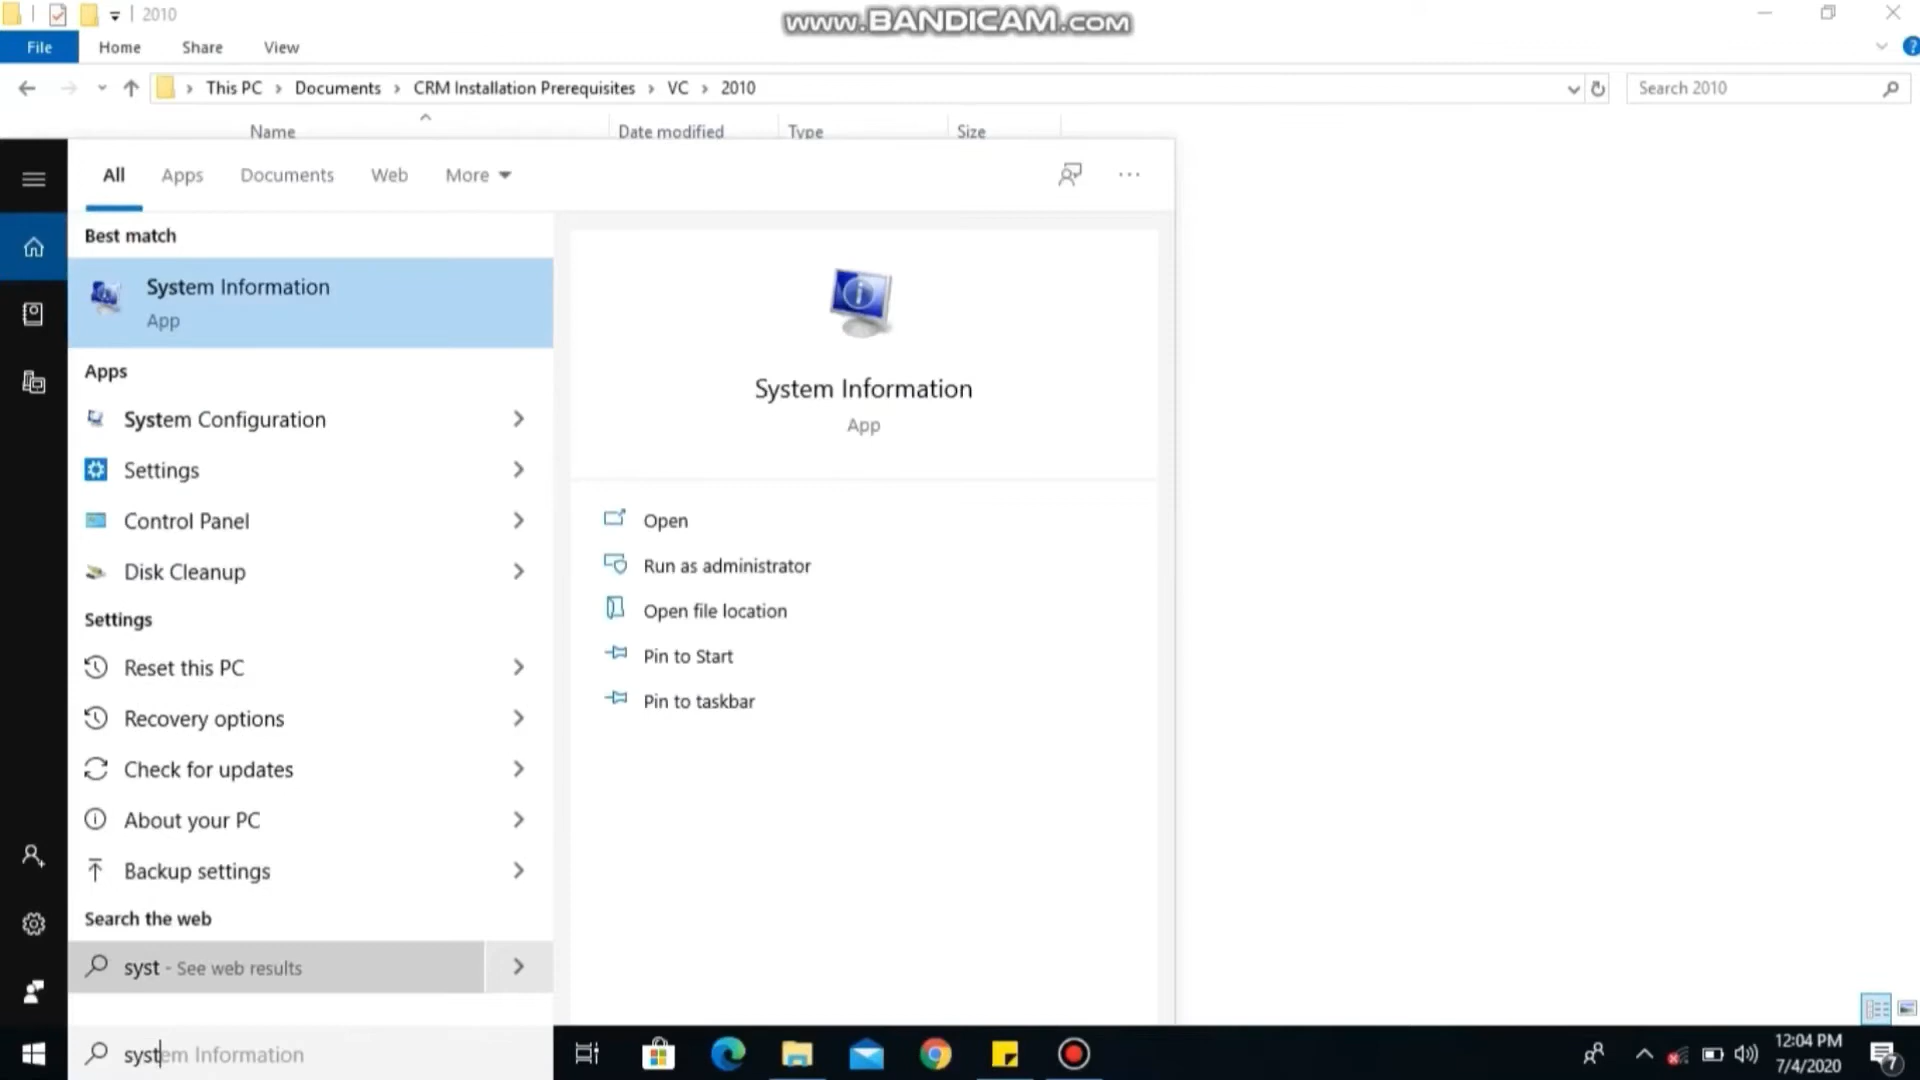 2010
www.BANDICAM.com
File Home Share View
This PC › Documents › CRM Installation Prerequisites › VC › 2010
Search 2010
Name Date modified Type Size
All Apps Documents Web More
Best match
System Information
App
Apps
System Configuration
Settings
Control Panel
Disk Cleanup
Settings
Reset this PC
Recovery options
Check for updates
About your PC
Backup settings
Search the web
syst - See web results
System Information
App
Open
Run as administrator
Open file location
Pin to Start
Pin to taskbar
system Information
12:04 PM
7/4/2020
7